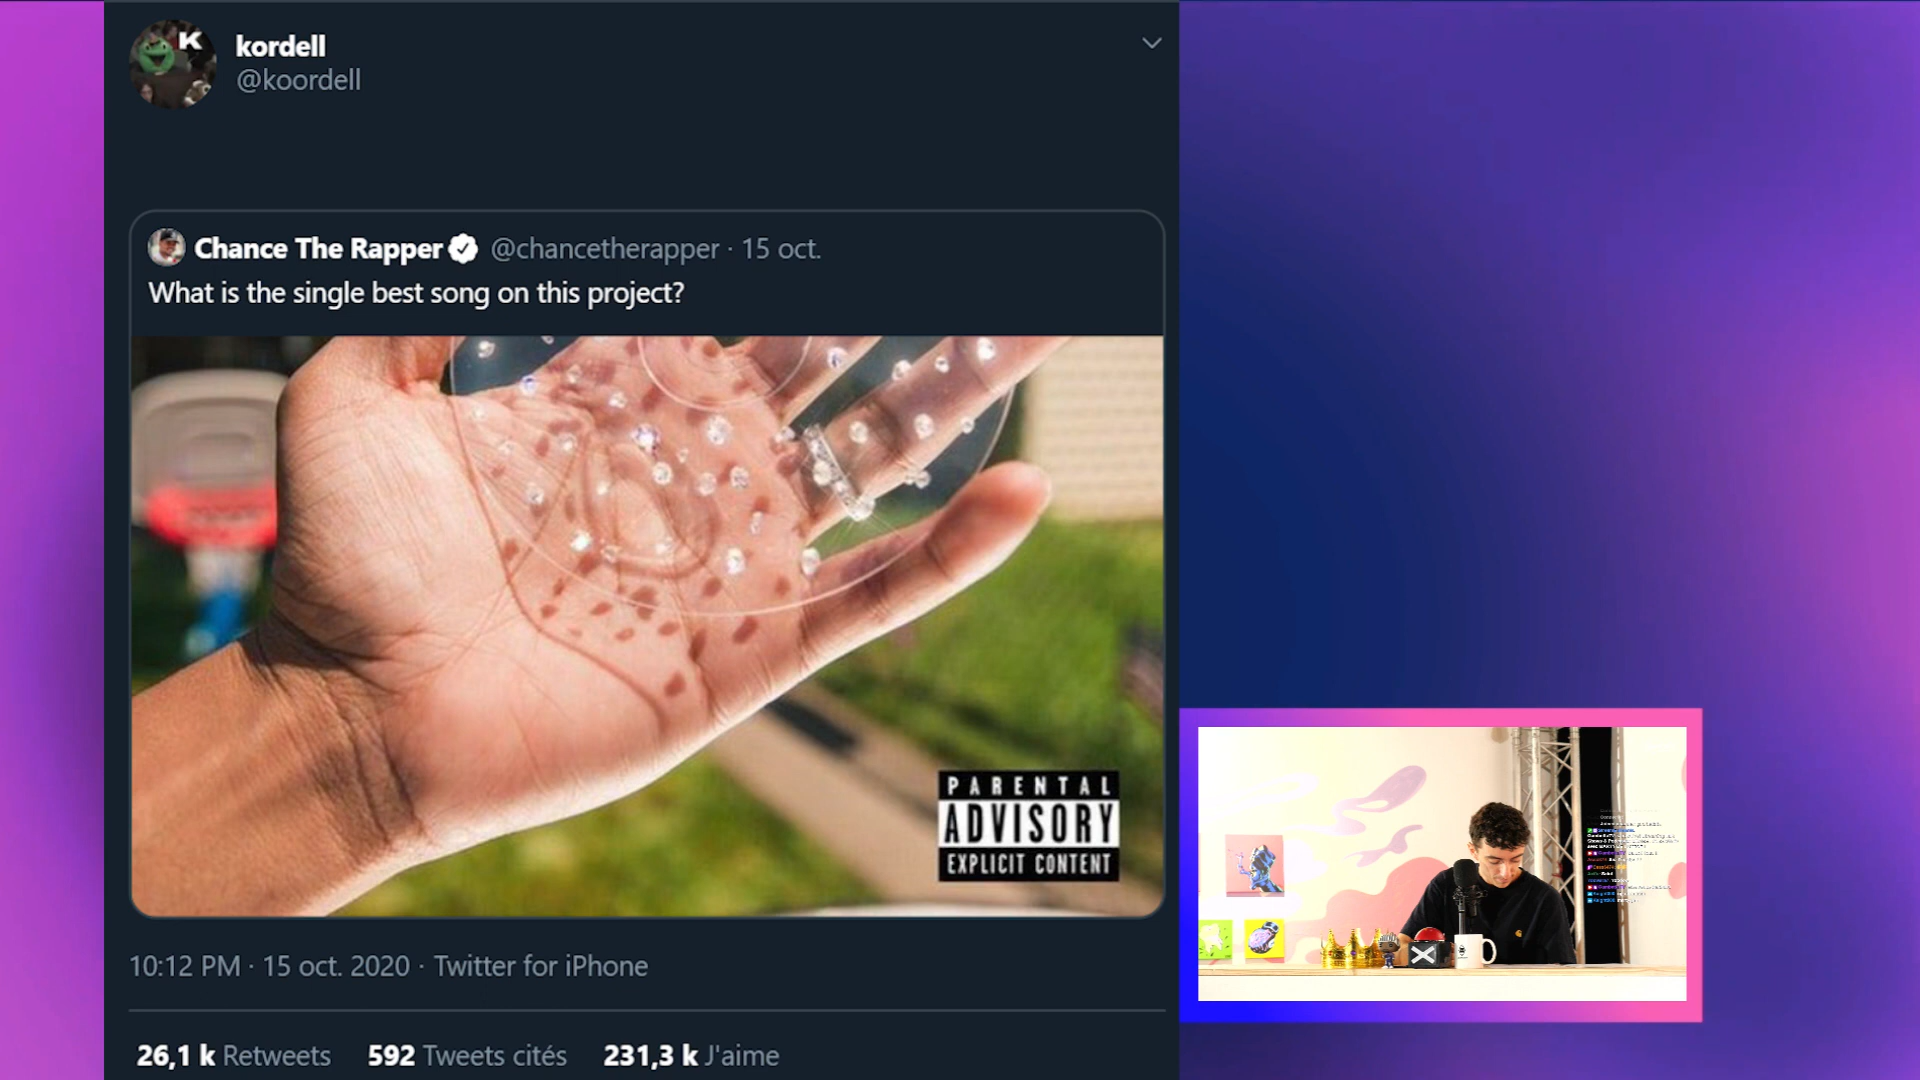 K
kordell
@koordell
Chance The Rapper @chancetherapper · 15 oct.
What is the single best song on this project?
PARENTAL
ADVISORY
EXPLICIT CONTENT
10:12 PM · 15 oct. 2020 · Twitter for iPhone
26,1 k Retweets 592 Tweets cités 231,3 k J'aime